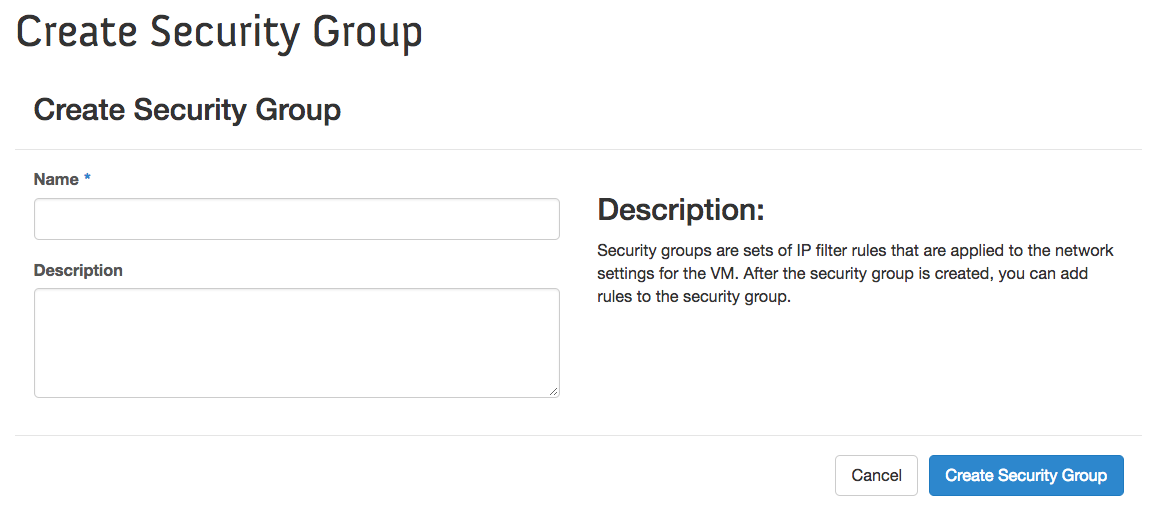 Create Security Group
Create Security Group
Name *
Description
Description:
Security groups are sets of IP filter rules that are applied to the network
settings for the VM. After the security group is created, you can add
rules to the security group.
Cancel
Create Security Group